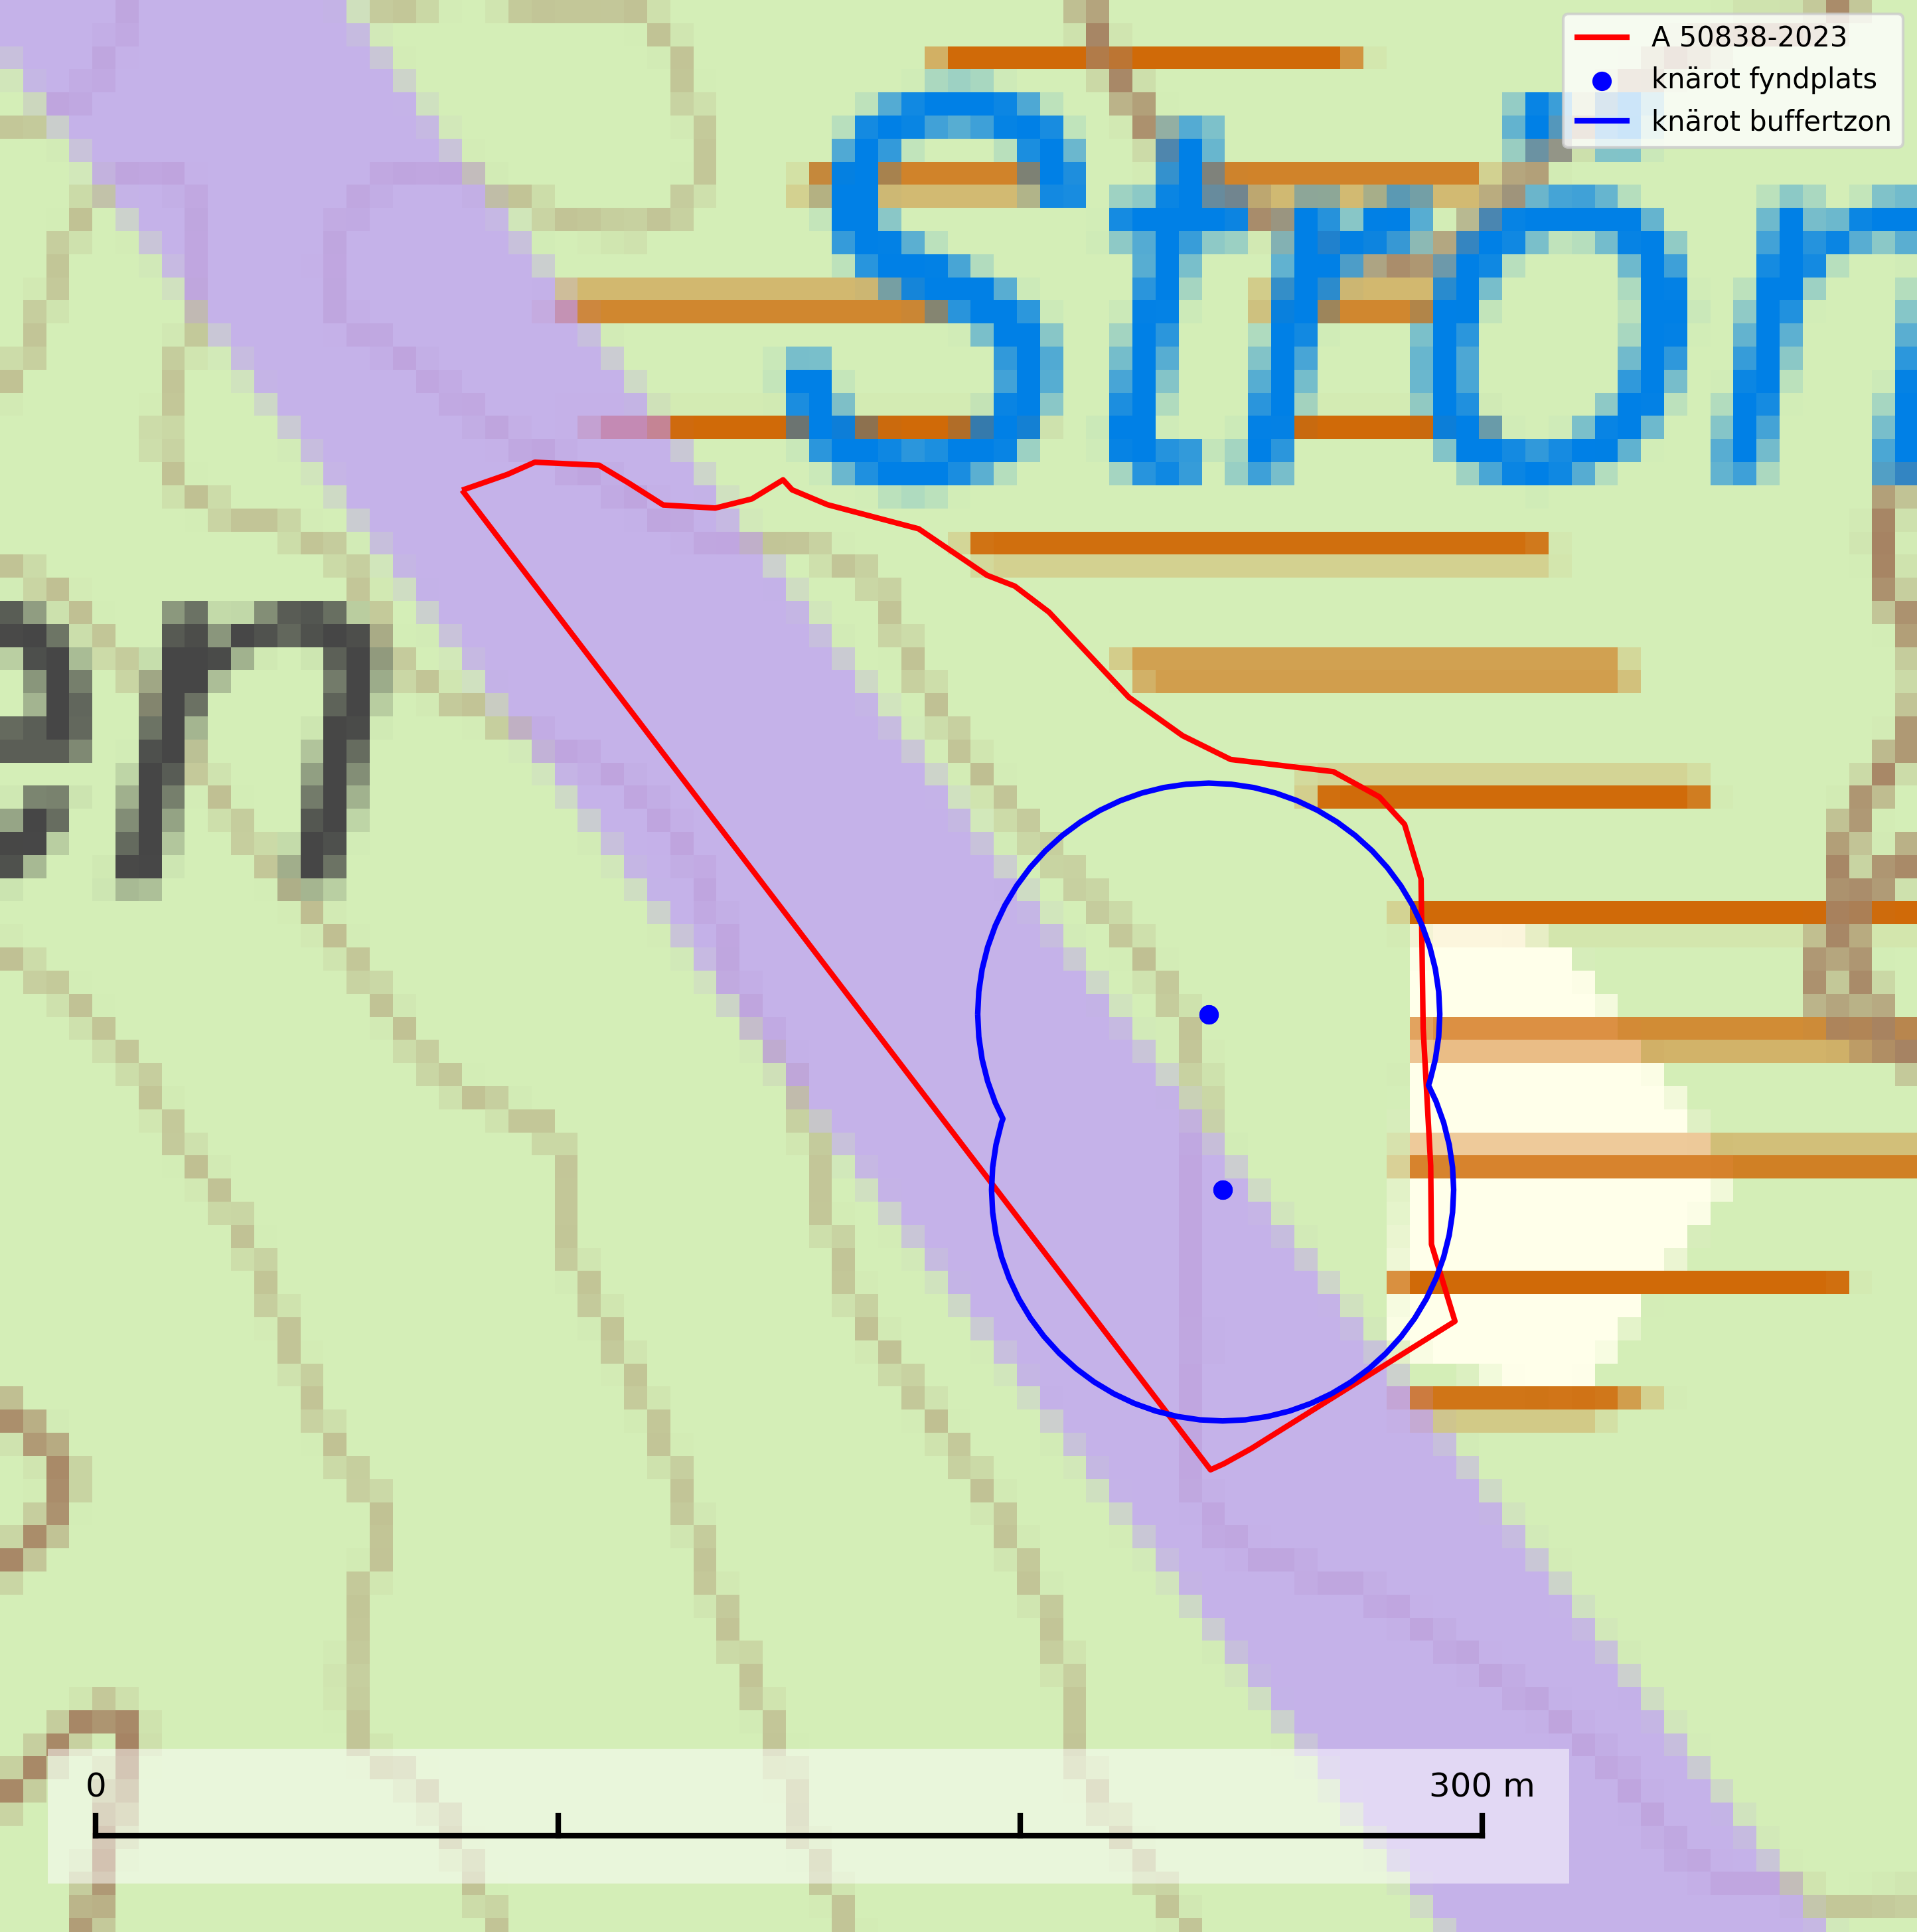 A 50838-2023
knärot fyndplats
knärot buffertzon
0
300 m